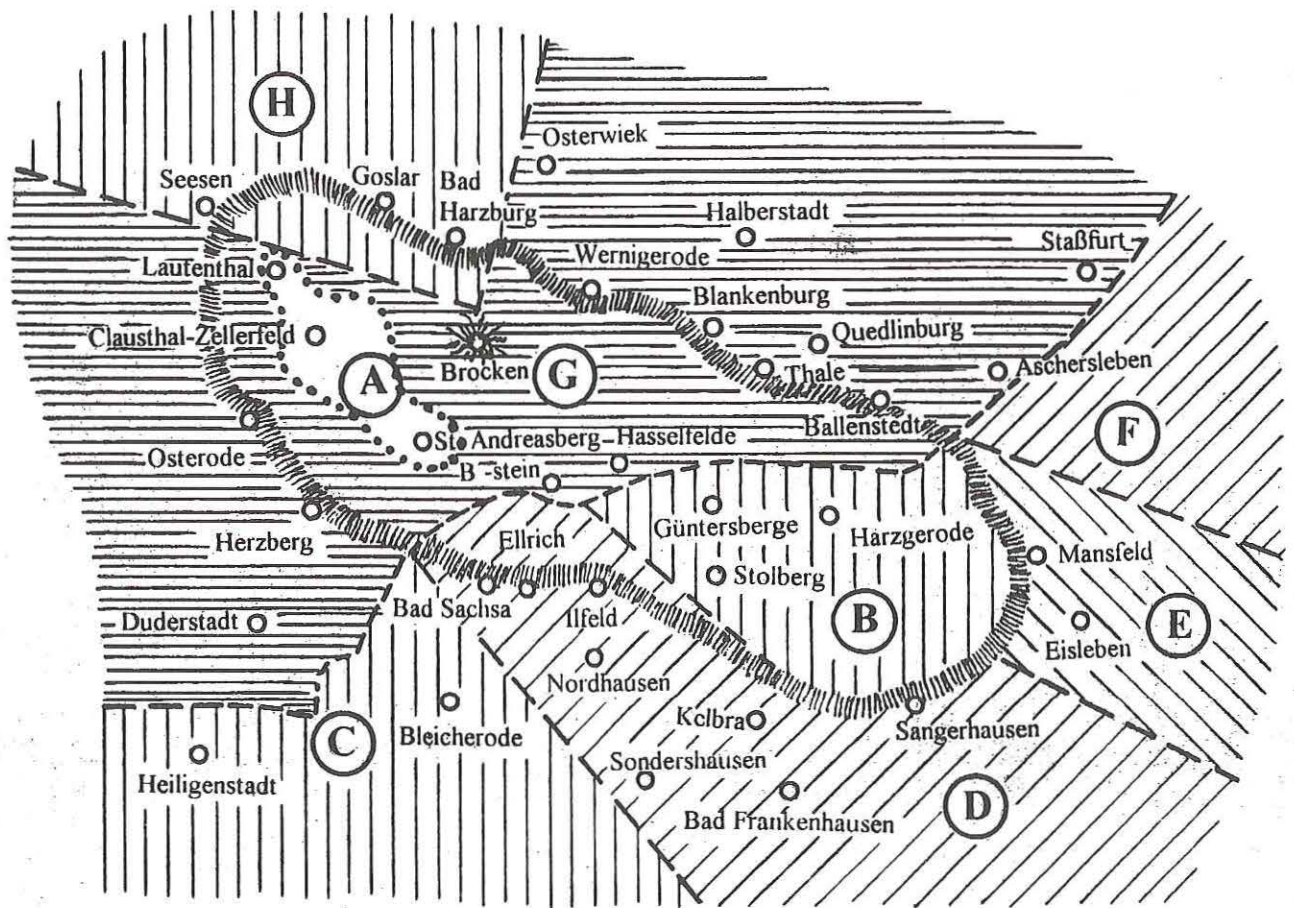 H
Osterwiek
Seesen
Goslar
Bad
Harzburg
Halberstadt
Staßfurt
Wernigerode
Lautenthal
Blankenburg
Clausthal-Zellerfeld
Quedlinburg
Brocken
A
G
Thale
Aschersleben
Ballenstedt
F
St. Andreasberg
Hasselfelde
Osterode
B -stein
Güntersberge
Harzgerode
Herzberg
Ellrich
Mansfeld
Stolberg
Bad Sachsa
Ilfeld
B
E
Duderstadt
Eisleben
Nordhausen
Kelbra
Sangerhausen
C
Bleicherode
Sondershausen
Heiligenstadt
D
Bad Frankenhausen